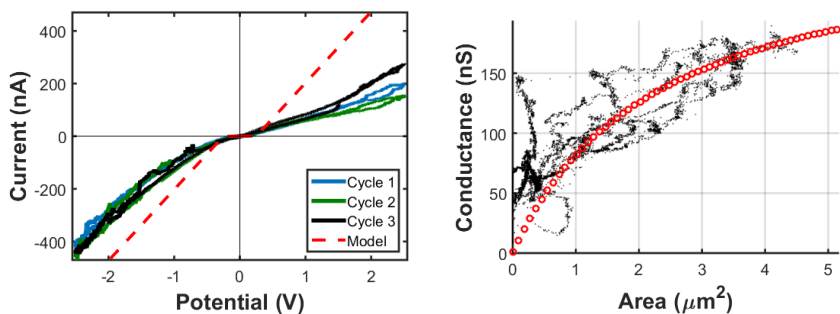 400
200
0
-200
-400
-2
-1
0
1
2
Current (nA)
Potential (V)
Cycle 1
Cycle 2
Cycle 3
Model
150
100
50
0
0
1
2
3
4
5
Conductance (nS)
Area (μm²)